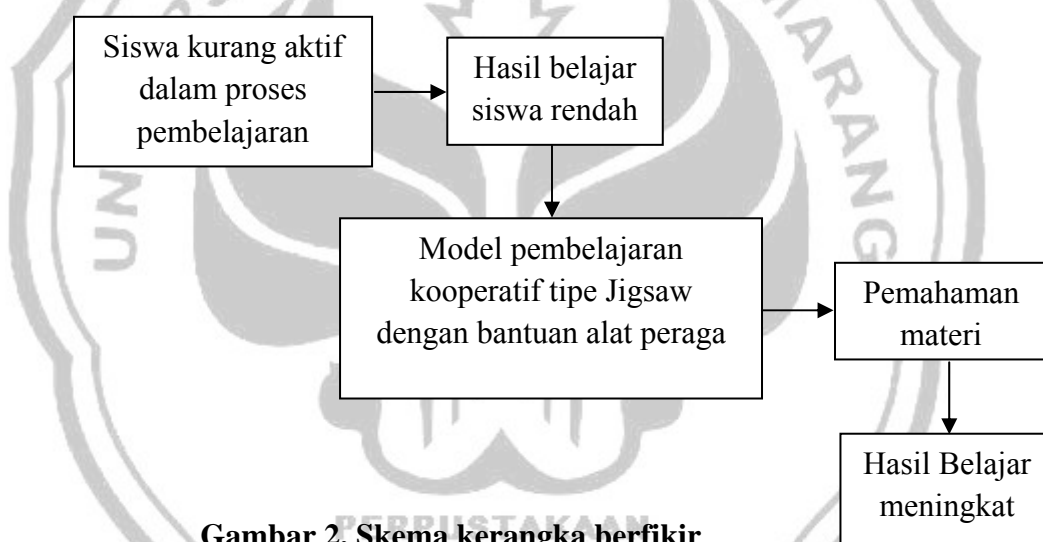 Siswa kurang aktif
dalam proses
pembelajaran
Hasil belajar
siswa rendah
Model pembelajaran
kooperatif tipe Jigsaw
dengan bantuan alat peraga
Pemahaman
materi
Hasil Belajar
meningkat
PERPUSTAKAAN
Gambar 2. Skema kerangka berfikir